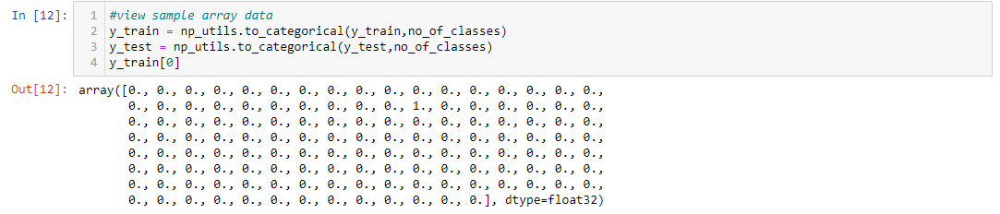 In [12]:
1 #view sample array data
2 y_train = np_utils.to_categorical(y_train,no_of_classes)
3 y_test = np_utils.to_categorical(y_test,no_of_classes)
4 y_train[0]
Out[12]: array([0., 0., 0., 0., 0., 0., 0., 0., 0., 0., 0., 0., 0., 0., 0., 0., 0.,
0., 0., 0., 0., 0., 0., 0., 0., 0., 0., 1., 0., 0., 0., 0., 0., 0.,
0., 0., 0., 0., 0., 0., 0., 0., 0., 0., 0., 0., 0., 0., 0., 0., 0.,
0., 0., 0., 0., 0., 0., 0., 0., 0., 0., 0., 0., 0., 0., 0., 0., 0.,
0., 0., 0., 0., 0., 0., 0., 0., 0., 0., 0., 0., 0., 0., 0., 0., 0.,
0., 0., 0., 0., 0., 0., 0., 0., 0., 0., 0., 0., 0., 0., 0., 0., 0.,
0., 0., 0., 0., 0., 0., 0., 0., 0., 0., 0., 0., 0., 0., 0., 0., 0.,
0., 0., 0., 0., 0., 0., 0., 0., 0., 0., 0., 0., 0.], dtype=float32)